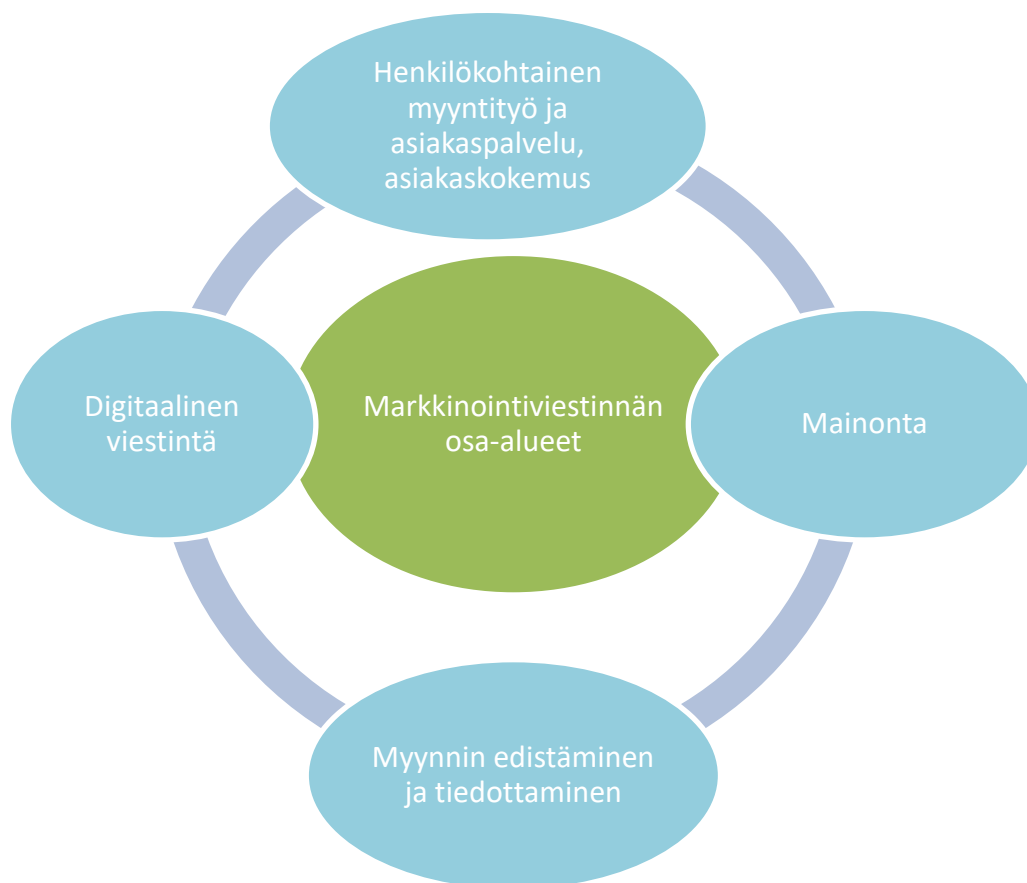 Henkilökohtainen
myyntityö ja
asiakaspalvelu,
asiakaskokemus
Digitaalinen
viestintä
Markkinointiviestinnän
osa-alueet
Mainonta
Myynnin edistäminen
ja tiedottaminen